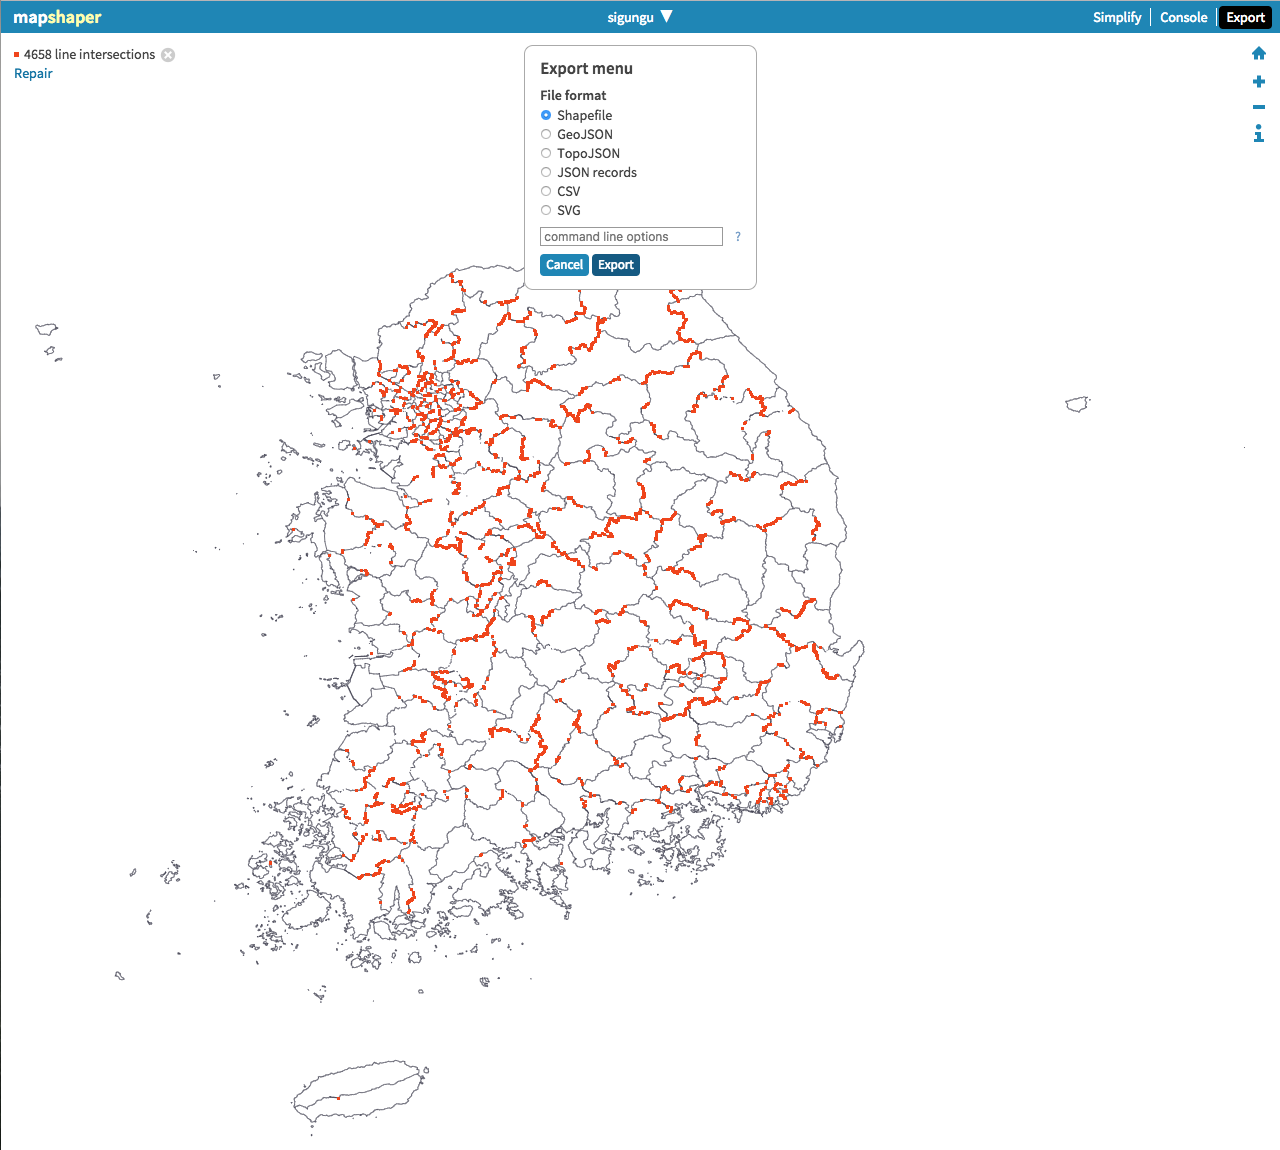 mapshaper
sigungu ▼
Simplify
Console
Export
4658 line intersections
Repair
Export menu
File format
Shapefile
GeoJSON
TopoJSON
JSON records
CSV
SVG
command line options
?
Cancel
Export